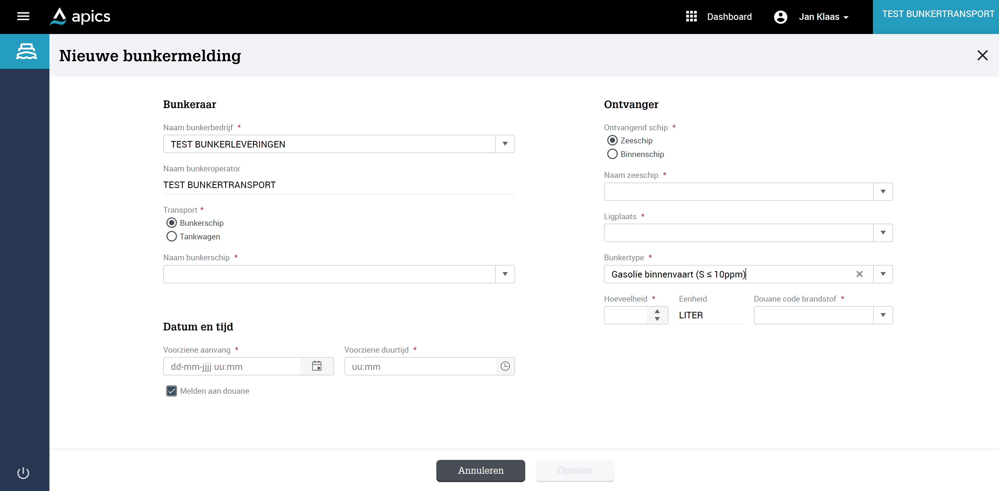 apics
Dashboard
Jan Klaas
TEST BUNKERTRANSPORT
Nieuwe bunkermelding
Bunkeraar
Naam bunkerbedrijf *
TEST BUNKERLEVERINGEN
Naam bunkeroperator
TEST BUNKERTRANSPORT
Transport *
Bunkerschip
Tankwagen
Naam bunkerschip *
Datum en tijd
Voorziene aanvang *
Voorziene duurtijd *
dd-mm-jjjj uu:mm
uu:mm
Melden aan douane
Ontvanger
Ontvangend schip *
Zeeschip
Binnenschip
Naam zeeschip *
Ligplaats *
Bunkertype *
Gasolie binnenvaart (S ≤ 10ppm)
Hoeveelheid *
Eenheid
Douane code brandstof *
LITER
Annuleren
Opslaan